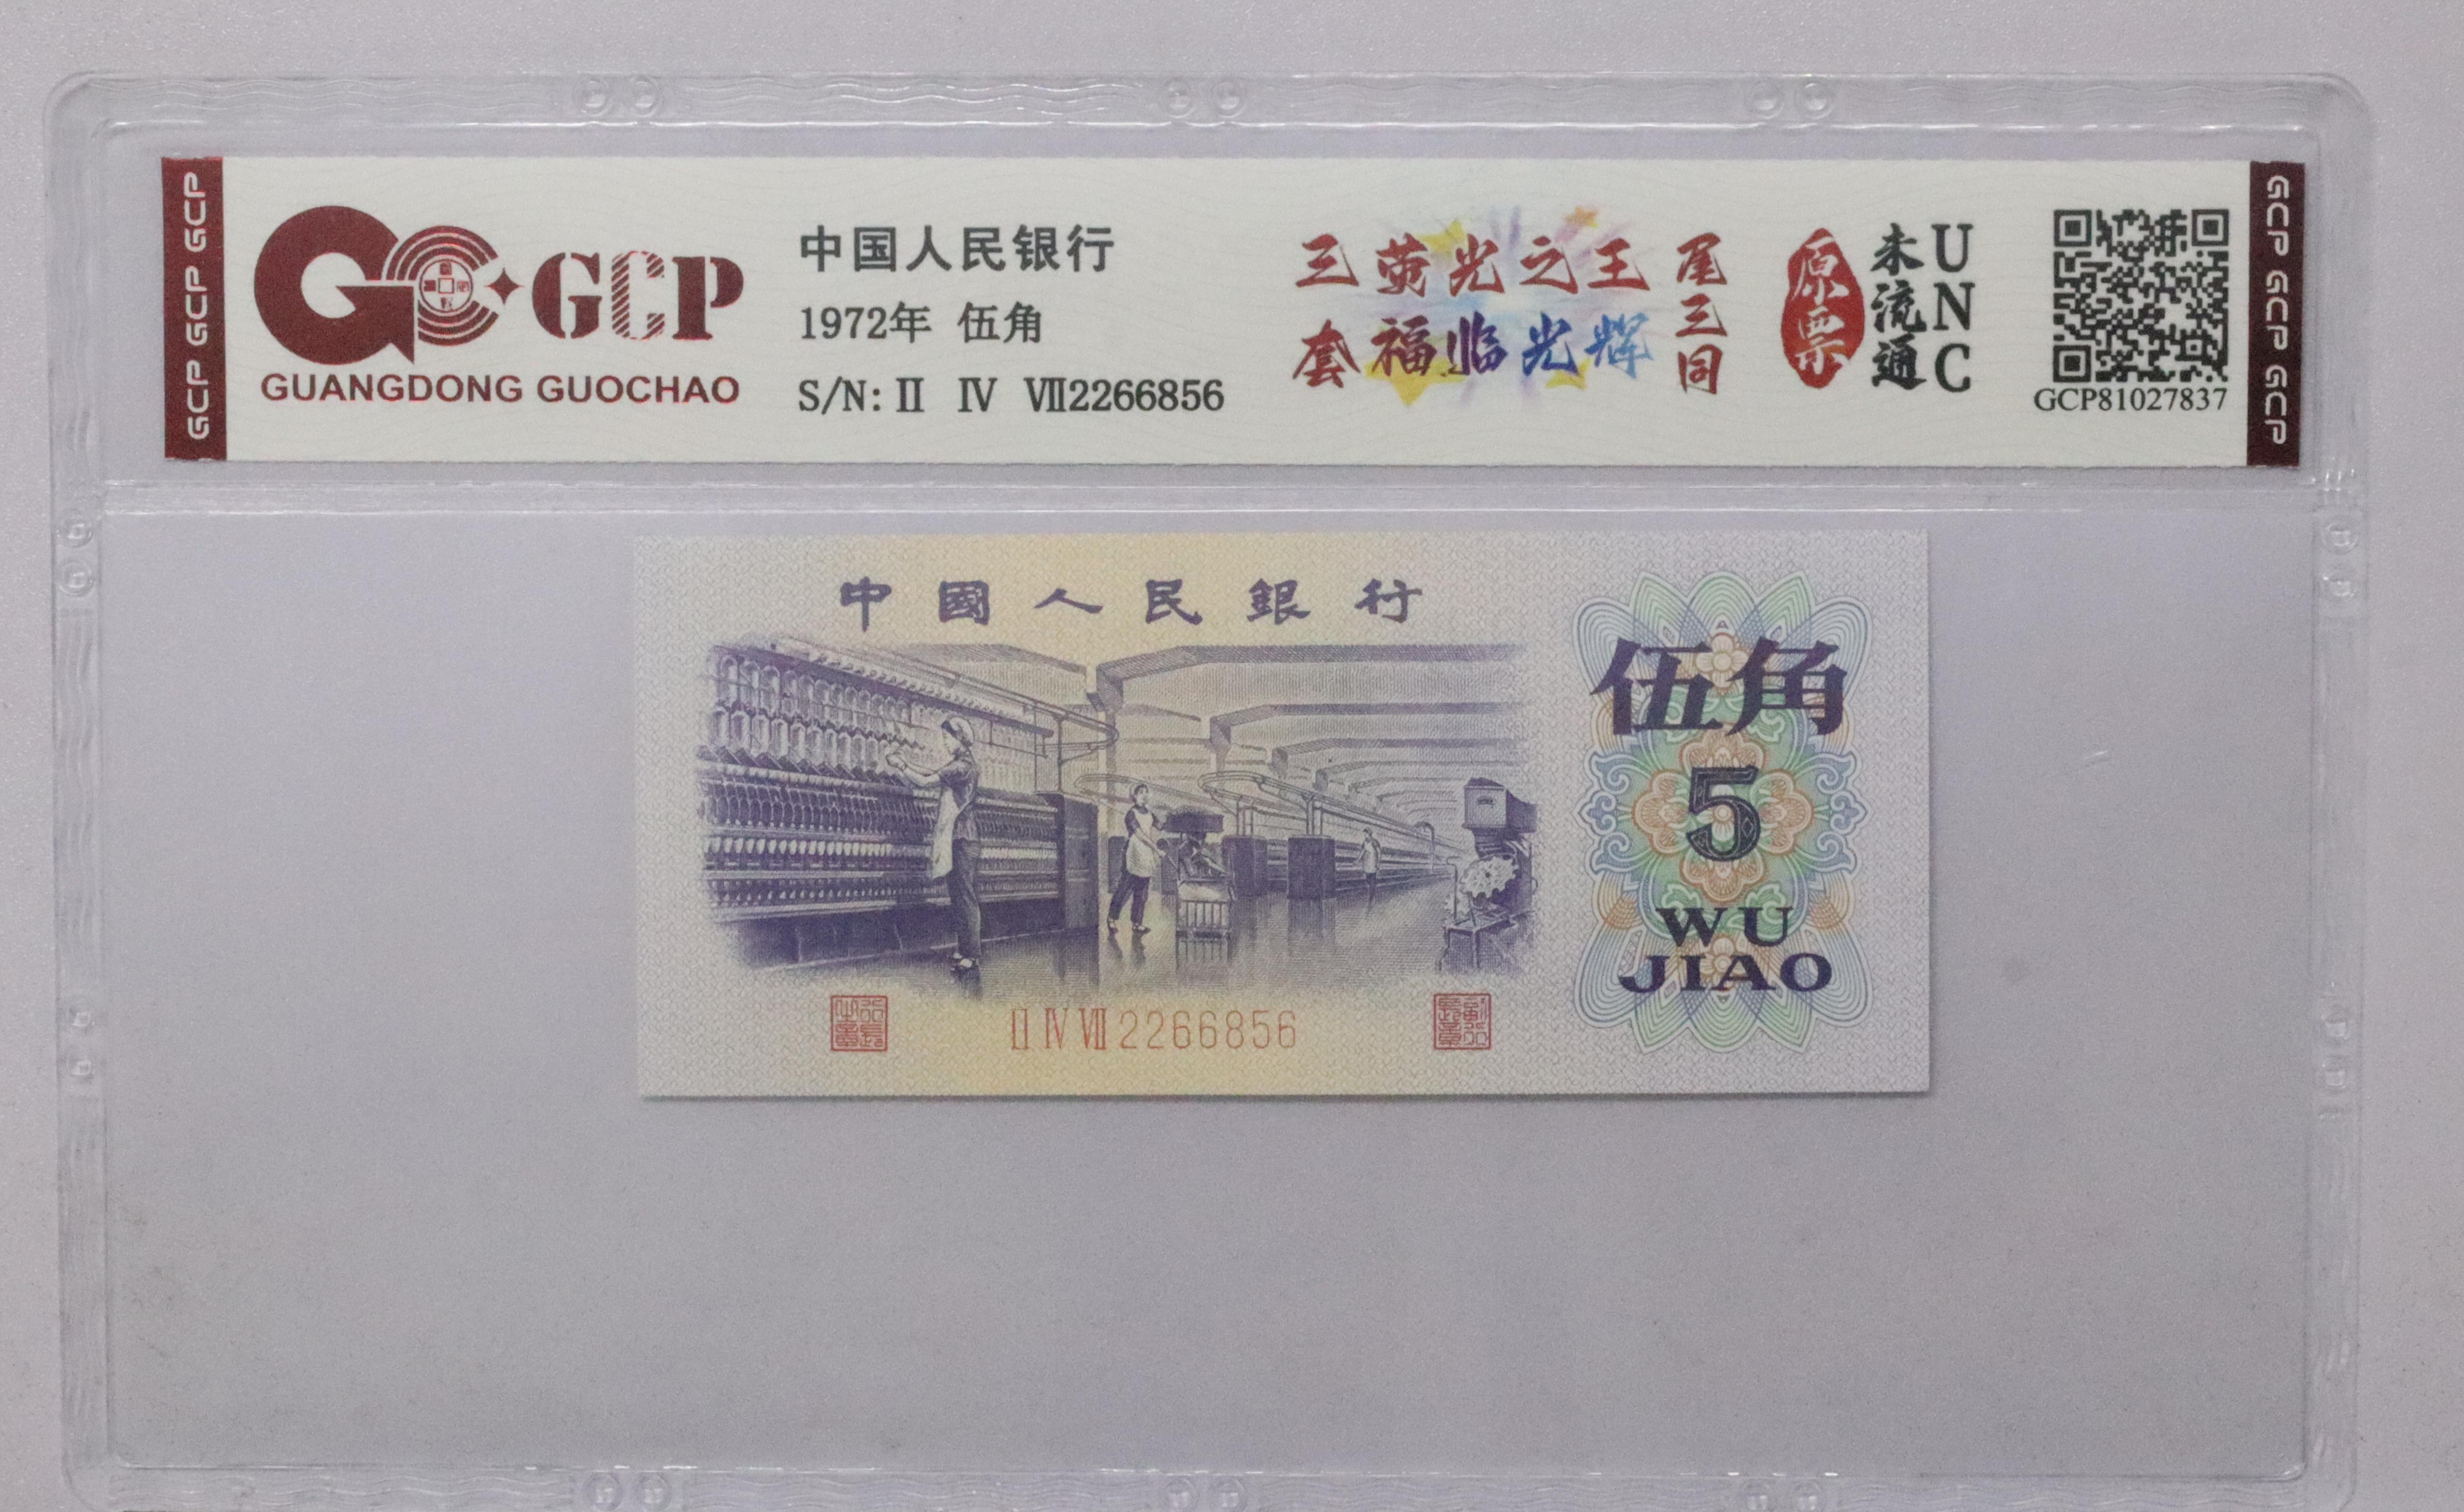 GCP GCP GCP
GCP
GUANGDONG GUOCHAO
中国人民银行
1972年 伍角
S/N: Ⅱ Ⅳ Ⅶ2266856
三套
荧光之王
福临光辉
尾三同
原票
未流通
UNC
GCP81027837
GCP GCP GCP
中國人民銀行
伍角
5
WU
JIAO
Ⅱ Ⅳ Ⅶ 2266856